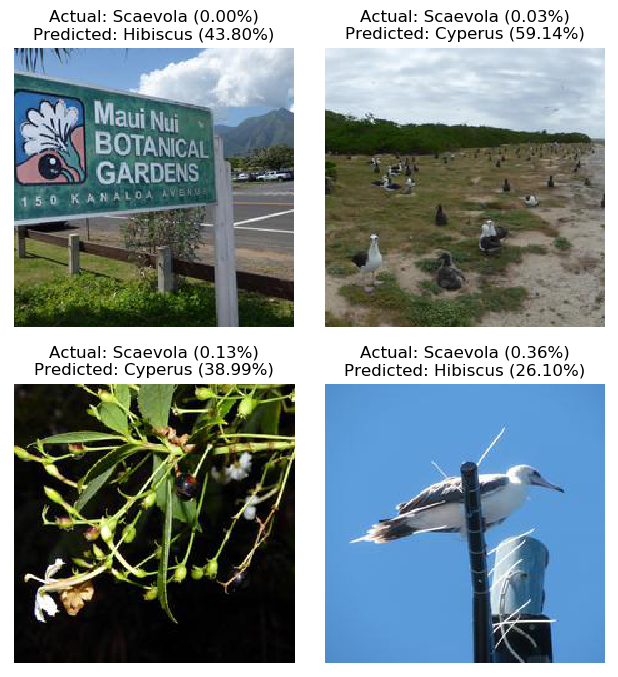 Actual: Scaevola (0.00%)
Predicted: Hibiscus (43.80%)
Actual: Scaevola (0.03%)
Predicted: Cyperus (59.14%)
Maui Nui
BOTANICAL
GARDENS
150 KANALOA AVENUE
Actual: Scaevola (0.13%)
Predicted: Cyperus (38.99%)
Actual: Scaevola (0.36%)
Predicted: Hibiscus (26.10%)